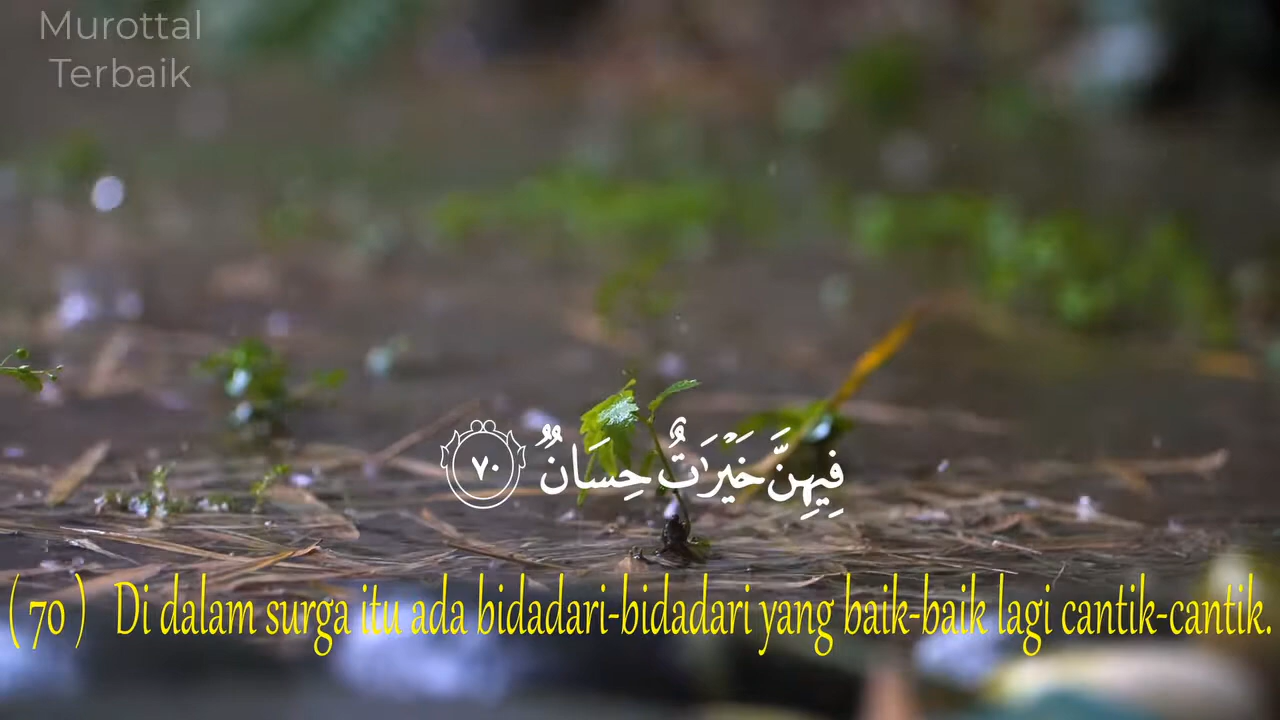 Murottal
Terbaik
فِيهِنَّ خَيْرَٰتٌ حِسَانٌ ٧٠
( 70 ) Di dalam surga itu ada bidadari-bidadari yang baik-baik lagi cantik-cantik.